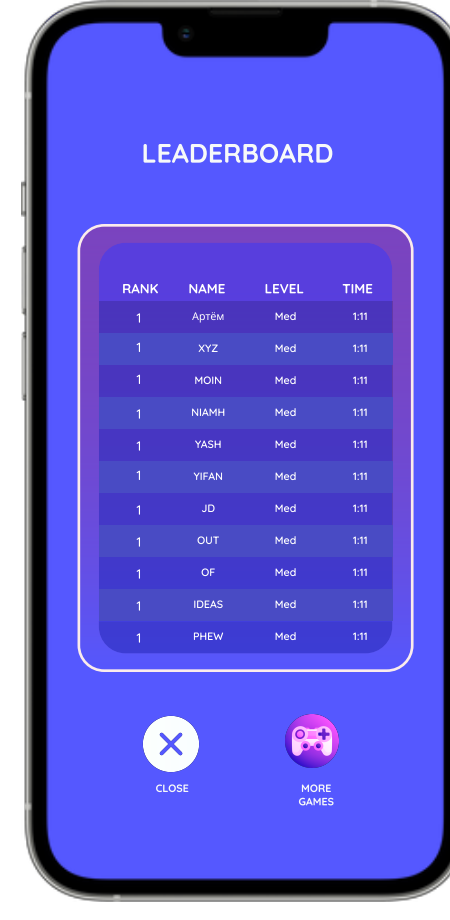 LEADERBOARD
RANK NAME LEVEL TIME
1 Артём Med 1:11
1 XYZ Med 1:11
1 MOIN Med 1:11
1 NIAMH Med 1:11
1 YASH Med 1:11
1 YIFAN Med 1:11
1 JD Med 1:11
1 OUT Med 1:11
1 OF Med 1:11
1 IDEAS Med 1:11
1 PHEW Med 1:11
CLOSE
MORE
GAMES